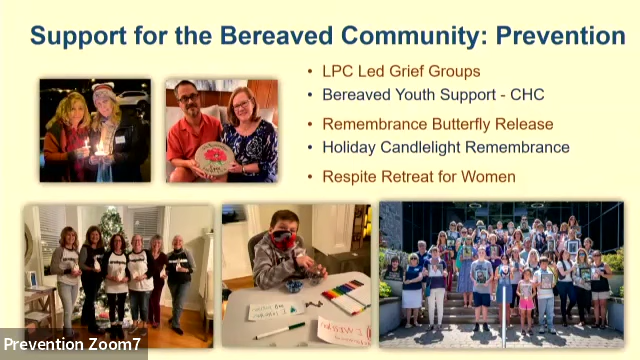 Support for the Bereaved Community: Prevention
• LPC Led Grief Groups
• Bereaved Youth Support - CHC
• Remembrance Butterfly Release
• Holiday Candlelight Remembrance
• Respite Retreat for Women
Prevention Zoom7